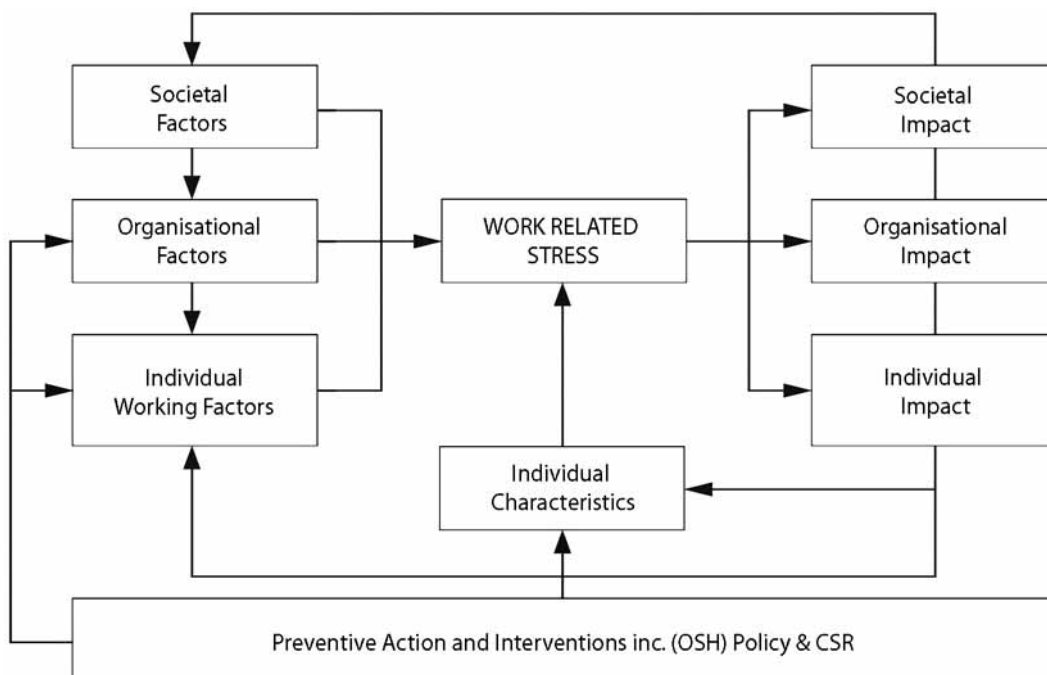 Societal
Factors
Societal
Impact
Organisational
Factors
WORK RELATED
STRESS
Organisational
Impact
Individual
Working Factors
Individual
Impact
Individual
Characteristics
Preventive Action and Interventions inc. (OSH) Policy & CSR